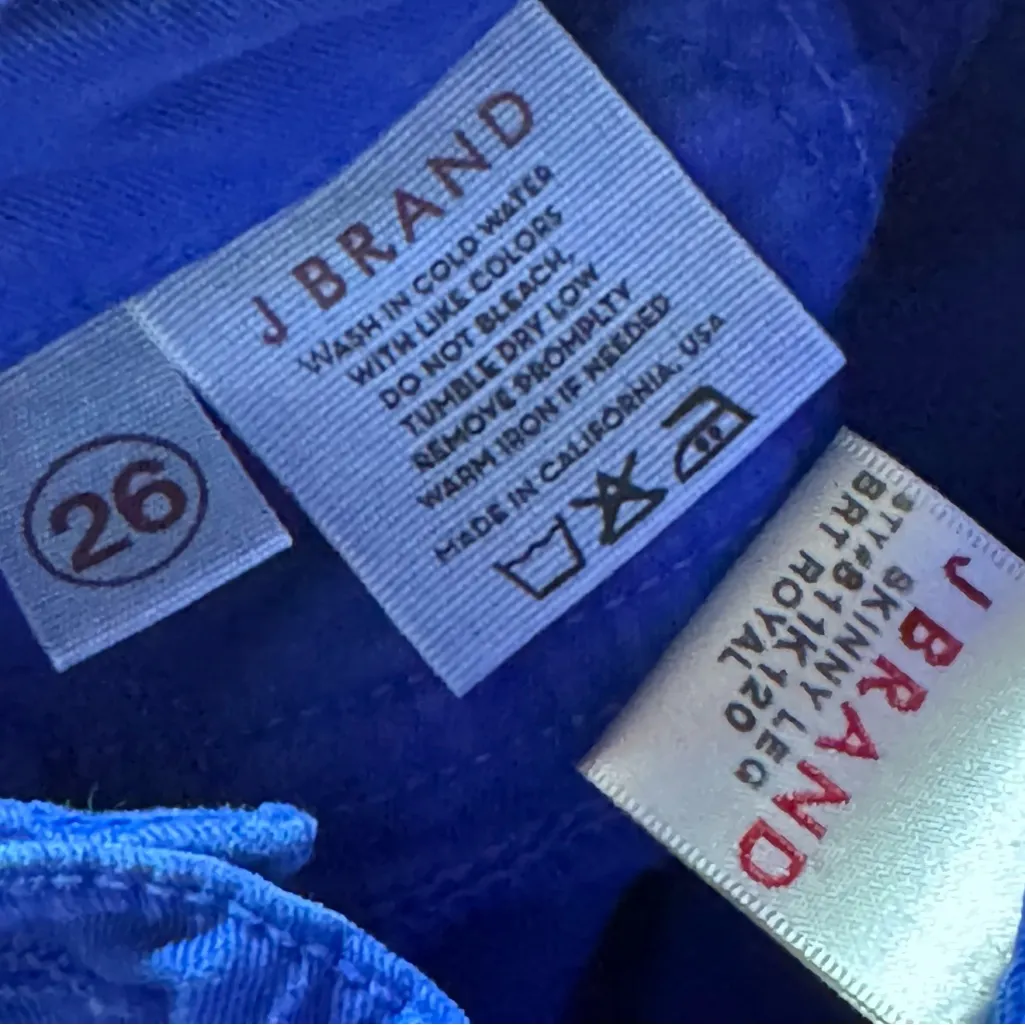 26
J BRAND
WASH IN COLD WATER
WITH LIKE COLORS
DO NOT BLEACH,
TUMBLE DRY LOW
REMOVE PROMPLTY
WARM IRON IF NEEDED
MADE IN CALIFORNIA, USA
J BRAND
SKINNY LEG
STY#811K120
BRT ROYAL